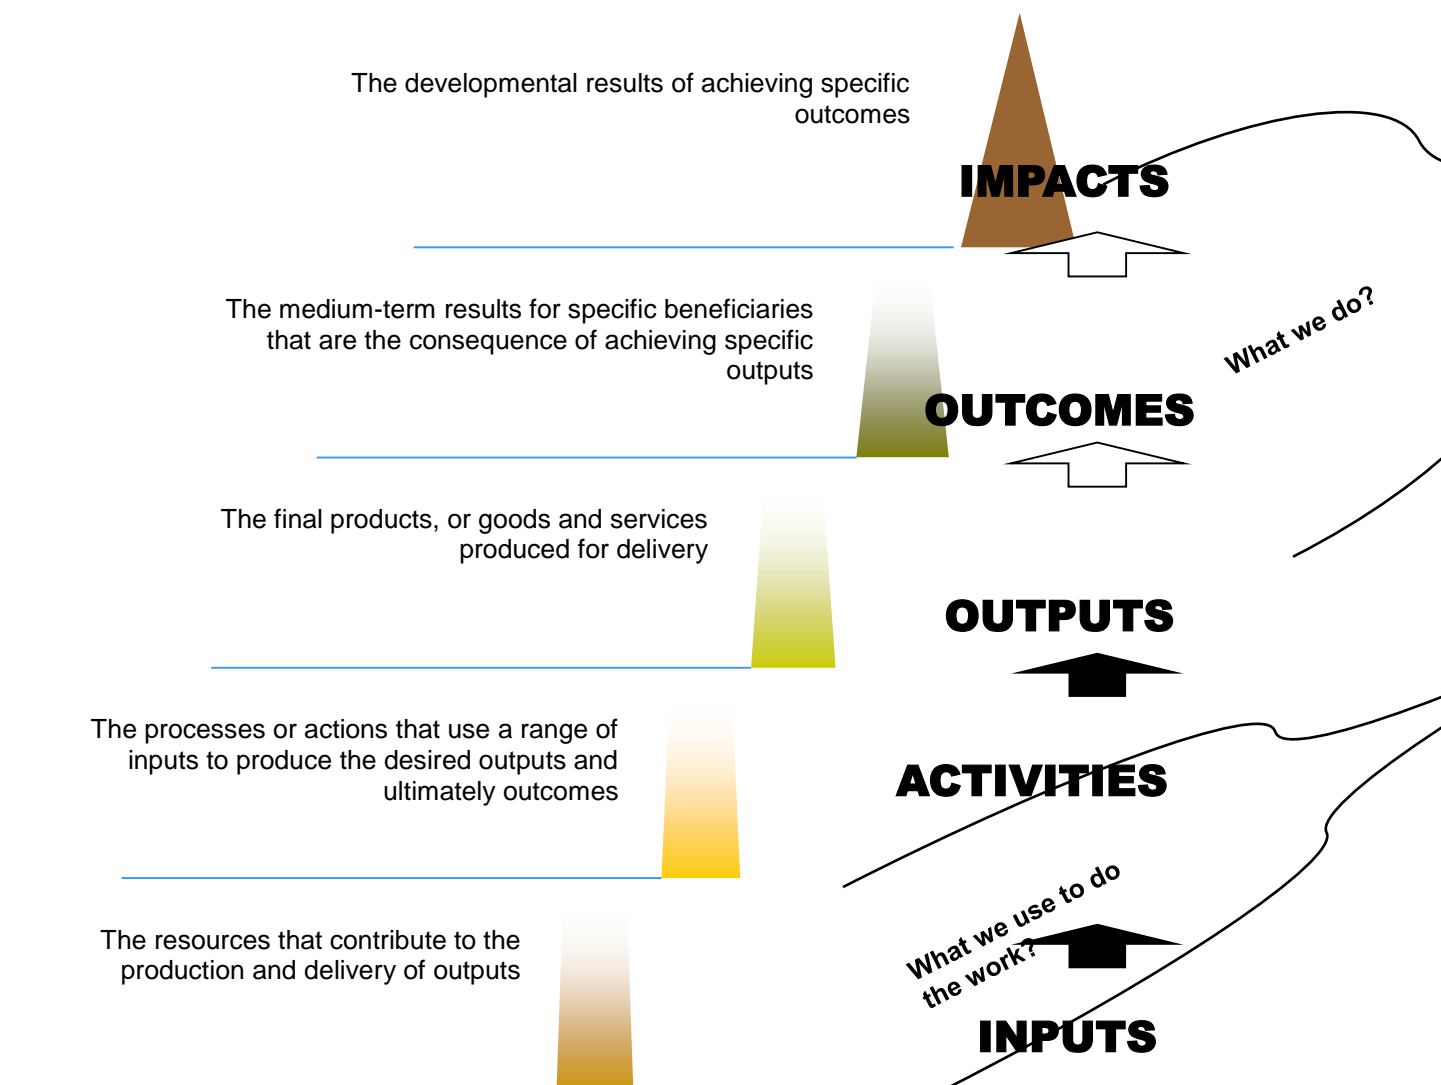 The developmental results of achieving specific
outcomes
IMPACTS
The medium-term results for specific beneficiaries
that are the consequence of achieving specific
outputs
What we do?
OUTCOMES
The final products, or goods and services
produced for delivery
OUTPUTS
The processes or actions that use a range of
inputs to produce the desired outputs and
ultimately outcomes
ACTIVITIES
What we use to do
the work?
The resources that contribute to the
production and delivery of outputs
INPUTS